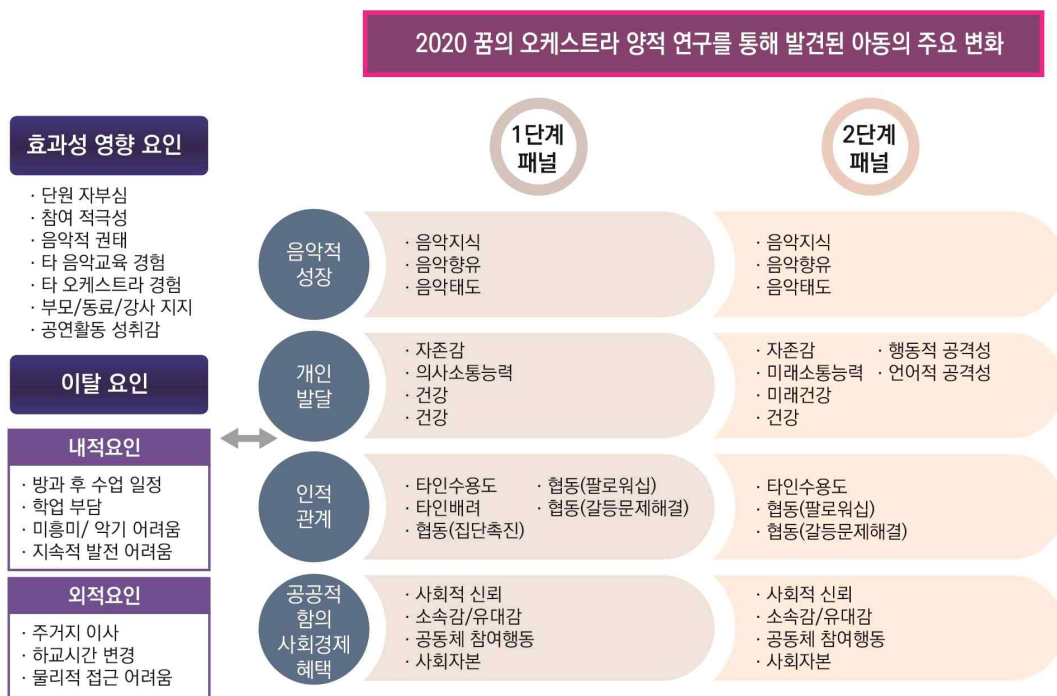 2020 꿈의 오케스트라 양적 연구를 통해 발견된 아동의 주요 변화
효과성 영향 요인
· 단원 자부심
· 참여 적극성
· 음악적 권태
· 타 음악교육 경험
· 타 오케스트라 경험
· 부모/동료/강사 지지
· 공연활동 성취감
이탈 요인
내적요인
· 방과 후 수업 일정
· 학업 부담
· 미흥미/ 악기 어려움
· 지속적 발전 어려움
외적요인
· 주거지 이사
· 하교시간 변경
· 물리적 접근 어려움
1단계
패널
2단계
패널
음악적
성장
· 음악지식
· 음악향유
· 음악태도
· 음악지식
· 음악향유
· 음악태도
개인
발달
· 자존감
· 의사소통능력
· 건강
· 건강
· 자존감
· 미래소통능력
· 미래건강
· 건강
· 행동적 공격성
· 언어적 공격성
인적
관계
· 타인수용도
· 타인배려
· 협동(집단촉진)
· 협동(팔로워십)
· 협동(갈등문제해결)
· 타인수용도
· 협동(팔로워십)
· 협동(갈등문제해결)
공공적
함의
사회경제
혜택
· 사회적 신뢰
· 소속감/유대감
· 공동체 참여행동
· 사회자본
· 사회적 신뢰
· 소속감/유대감
· 공동체 참여행동
· 사회자본